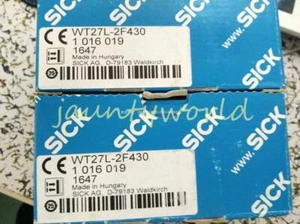 WT27L-2F430
1 016 019
1647
Made in Hungary
SICK AG, D-79183 Waldkirch
SICK
SICK
jauntyworld
WT27L-2F430
1 016 019
1647
Made in Hungary
SICK AG, D-79183 Waldkirch
SICK
SICK